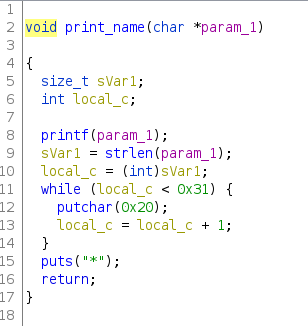 1
2 void print_name(char *param_1)
3
4 {
5   size_t sVar1;
6   int local_c;
7
8   printf(param_1);
9   sVar1 = strlen(param_1);
10   local_c = (int)sVar1;
11   while (local_c < 0x31) {
12     putchar(0x20);
13     local_c = local_c + 1;
14   }
15   puts("*");
16   return;
17 }
18